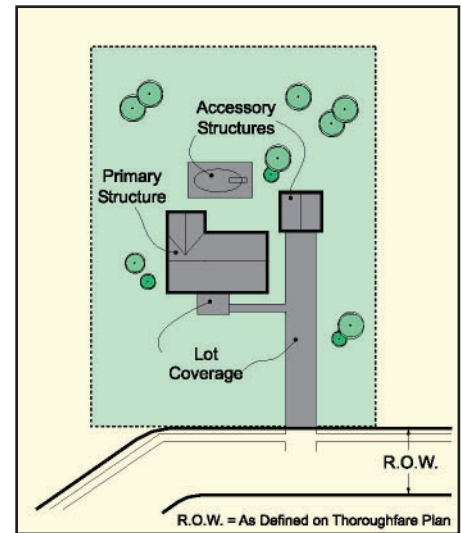 Accessory
Structures
Primary
Structure
Lot
Coverage
R.O.W.
R.O.W. = As Defined on Thoroughfare Plan